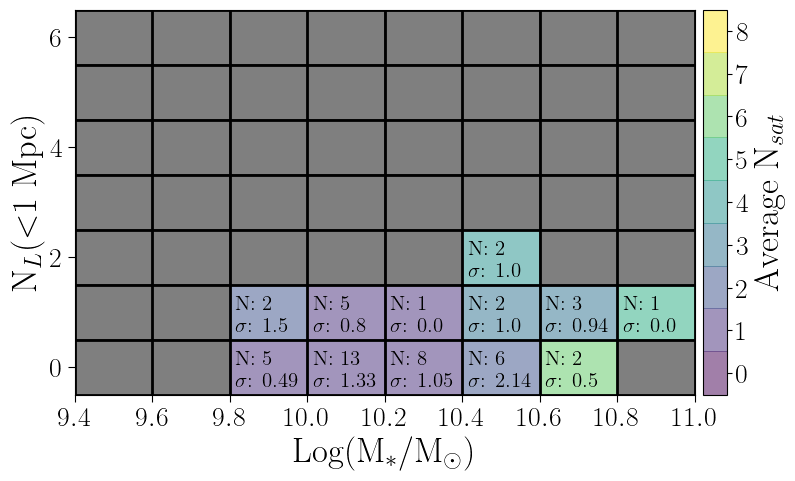 6
4
2
0
N_L(<1 Mpc)
N: 2
σ: 1.0
N: 2
σ: 1.5
N: 5
σ: 0.8
N: 1
σ: 0.0
N: 2
σ: 1.0
N: 3
σ: 0.94
N: 1
σ: 0.0
N: 5
σ: 0.49
N: 13
σ: 1.33
N: 8
σ: 1.05
N: 6
σ: 2.14
N: 2
σ: 0.5
9.4 9.6 9.8 10.0 10.2 10.4 10.6 10.8 11.0
Log(M_*/M_⊙)
8
7
6
5
4
3
2
1
0
Average N_sat